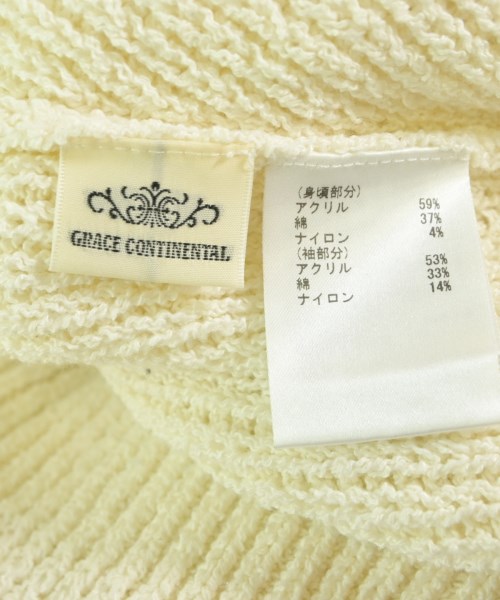 GRACE CONTINENTAL
(身頃部分)
アクリル 59%
綿 37%
ナイロン 4%
(袖部分)
アクリル 53%
綿 33%
ナイロン 14%